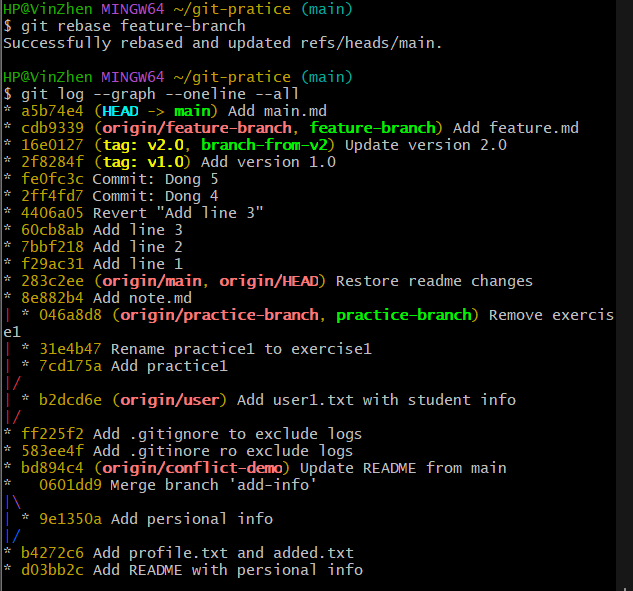 HP@VinZhen MINGW64 ~/git-pratice (main)
$ git rebase feature-branch
Successfully rebased and updated refs/heads/main.

HP@VinZhen MINGW64 ~/git-pratice (main)
$ git log --graph --oneline --all
* a5b74e4 (HEAD -> main) Add main.md
* cdb9339 (origin/feature-branch, feature-branch) Add feature.md
* 16e0127 (tag: v2.0, branch-from-v2) Update version 2.0
* 2f8284f (tag: v1.0) Add version 1.0
* fe0fc3c Commit: Dong 5
* 2ff4fd7 Commit: Dong 4
* 4406a05 Revert "Add line 3"
* 60cb8ab Add line 3
* 7bbf218 Add line 2
* f29ac31 Add line 1
* 283c2ee (origin/main, origin/HEAD) Restore readme changes
* 8e882b4 Add note.md
| * 046a8d8 (origin/practice-branch, practice-branch) Remove exercis
e1
| * 31e4b47 Rename practice1 to exercise1
| * 7cd175a Add practice1
|/
| * b2dcd6e (origin/user) Add user1.txt with student info
|/
* ff225f2 Add .gitignore to exclude logs
* 583ee4f Add .gitinore ro exclude logs
* bd894c4 (origin/conflict-demo) Update README from main
*   0601dd9 Merge branch 'add-info'
|\
| * 9e1350a Add persional info
|/
* b4272c6 Add profile.txt and added.txt
* d03bb2c Add README with persional info